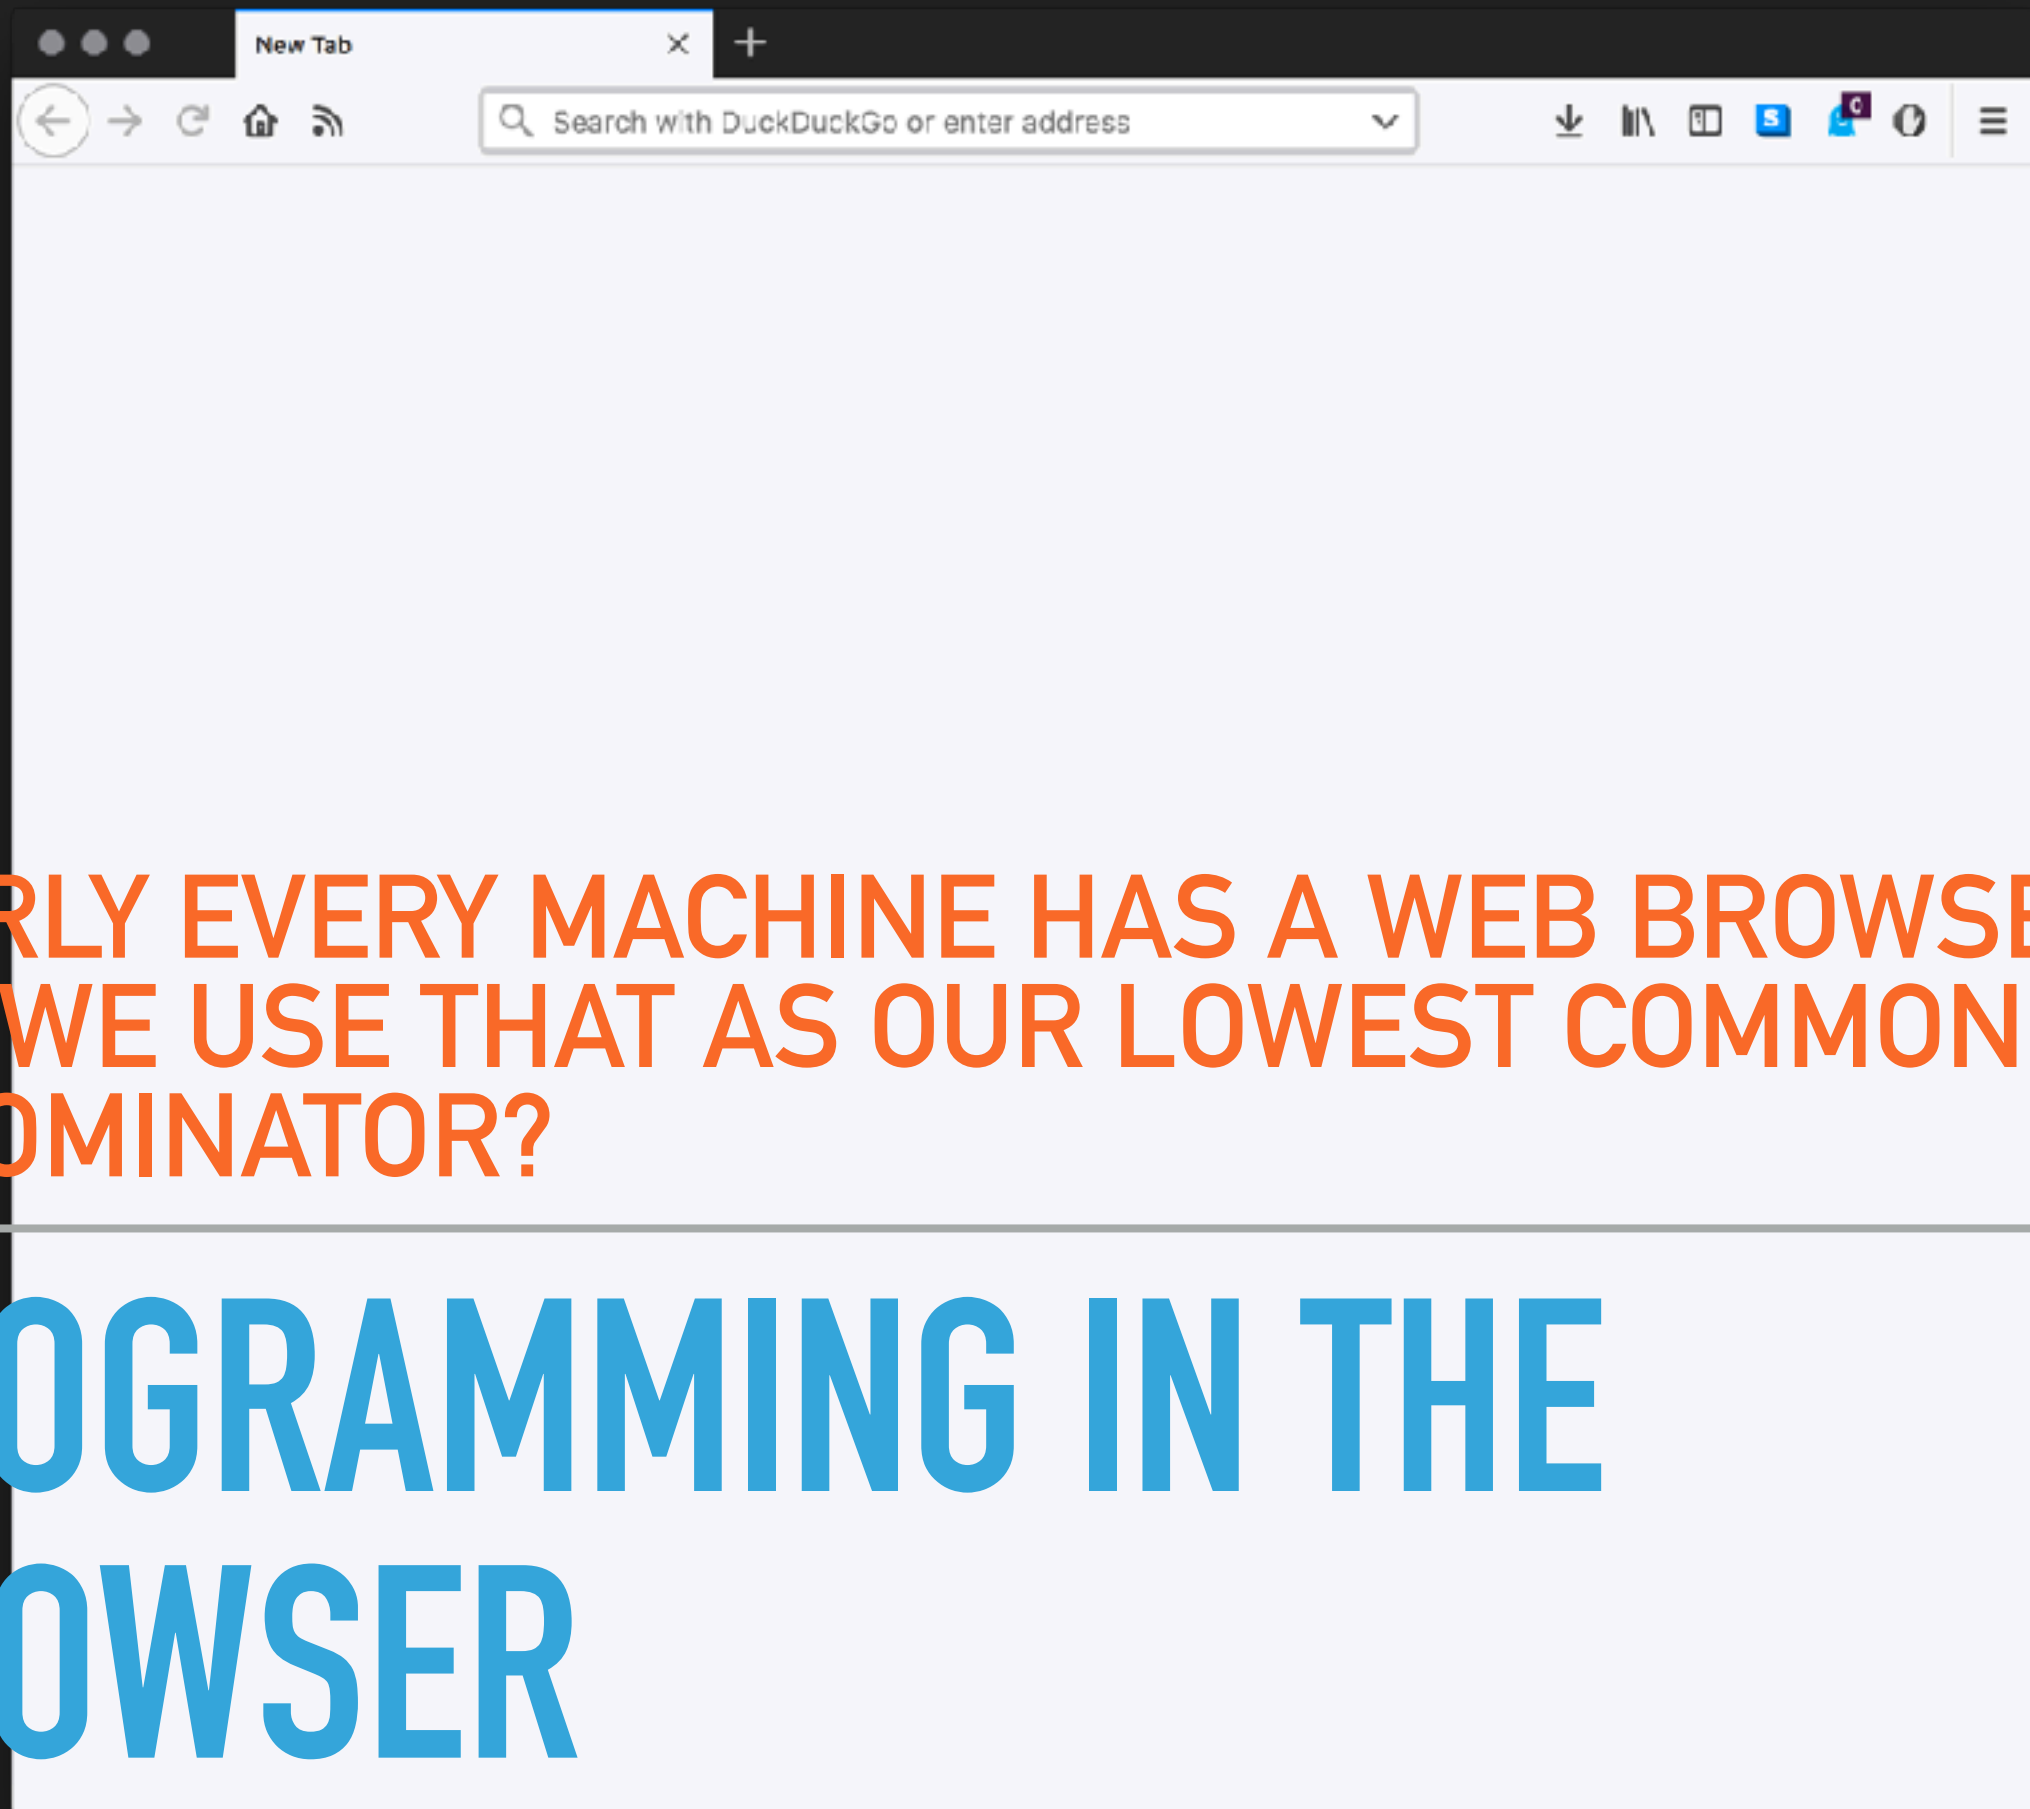 New Tab
Search with DuckDuckGo or enter address
S
C
RLY EVERY MACHINE HAS A WEB BROWSE
WE USE THAT AS OUR LOWEST COMMON
OMINATOR?
OGRAMMING IN THE
OWSER